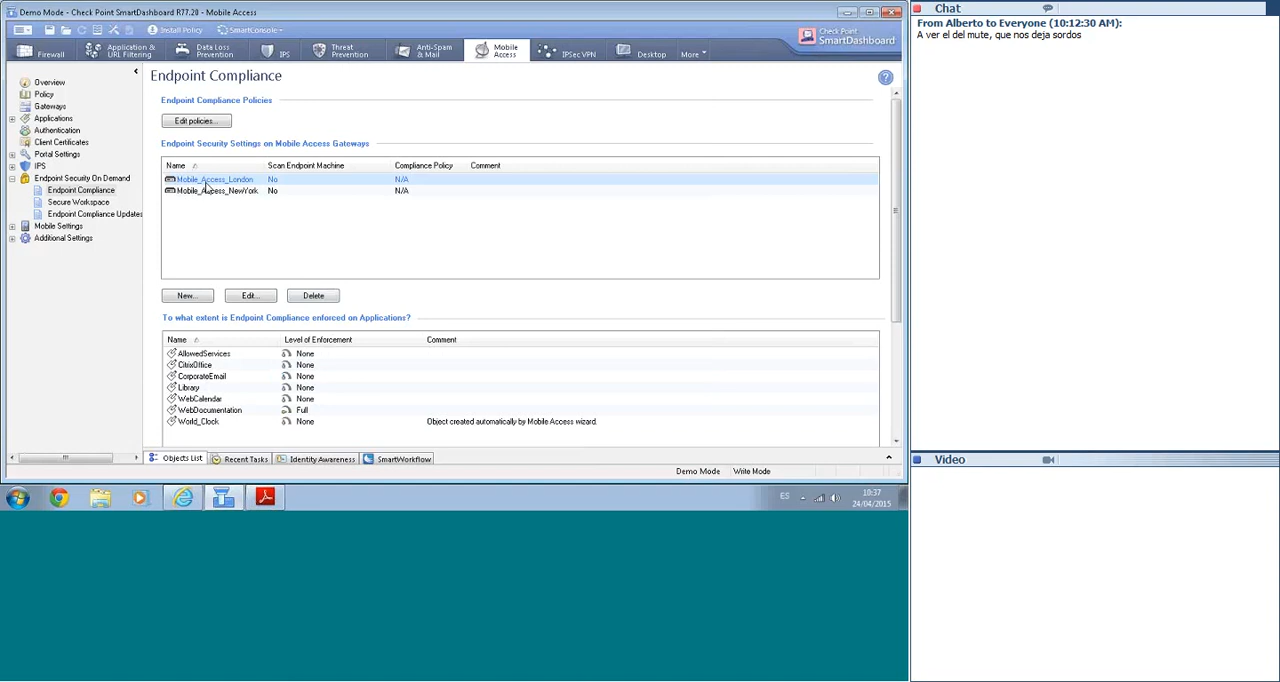 Demo Mode - Check Point SmartDashboard R77.20 - Mobile Access
Install Policy SmartConsole
Firewall
Application & URL Filtering
Data Loss Prevention
IPS
Threat Prevention
Anti-Spam & Mail
Mobile Access
IPSec VPN
Desktop
More
Check Point SmartDashboard
Overview
Policy
Gateways
Applications
Authentication
Client Certificates
Portal Settings
IPS
Endpoint Security On Demand
Endpoint Compliance
Secure Workspace
Endpoint Compliance Updates
Mobile Settings
Additional Settings
Endpoint Compliance
Endpoint Compliance Policies
Edit policies...
Endpoint Security Settings on Mobile Access Gateways
Name Scan Endpoint Machine Compliance Policy Comment
Mobile_Access_London No N/A
Mobile_Access_NewYork No N/A
New... Edit... Delete
To what extent is Endpoint Compliance enforced on Applications?
Name Level of Enforcement Comment
AllowedServices None
CitrixOffice None
CorporateEmail None
Library None
WebCalendar None
WebDocumentation Full
World_Clock None Object created automatically by Mobile Access wizard.
Objects List Recent Tasks Identity Awareness SmartWorkflow
Demo Mode Write Mode
ES
10:37
24/04/2015
Chat
From Alberto to Everyone (10:12:30 AM):
A ver el del mute, que nos deja sordos
Video